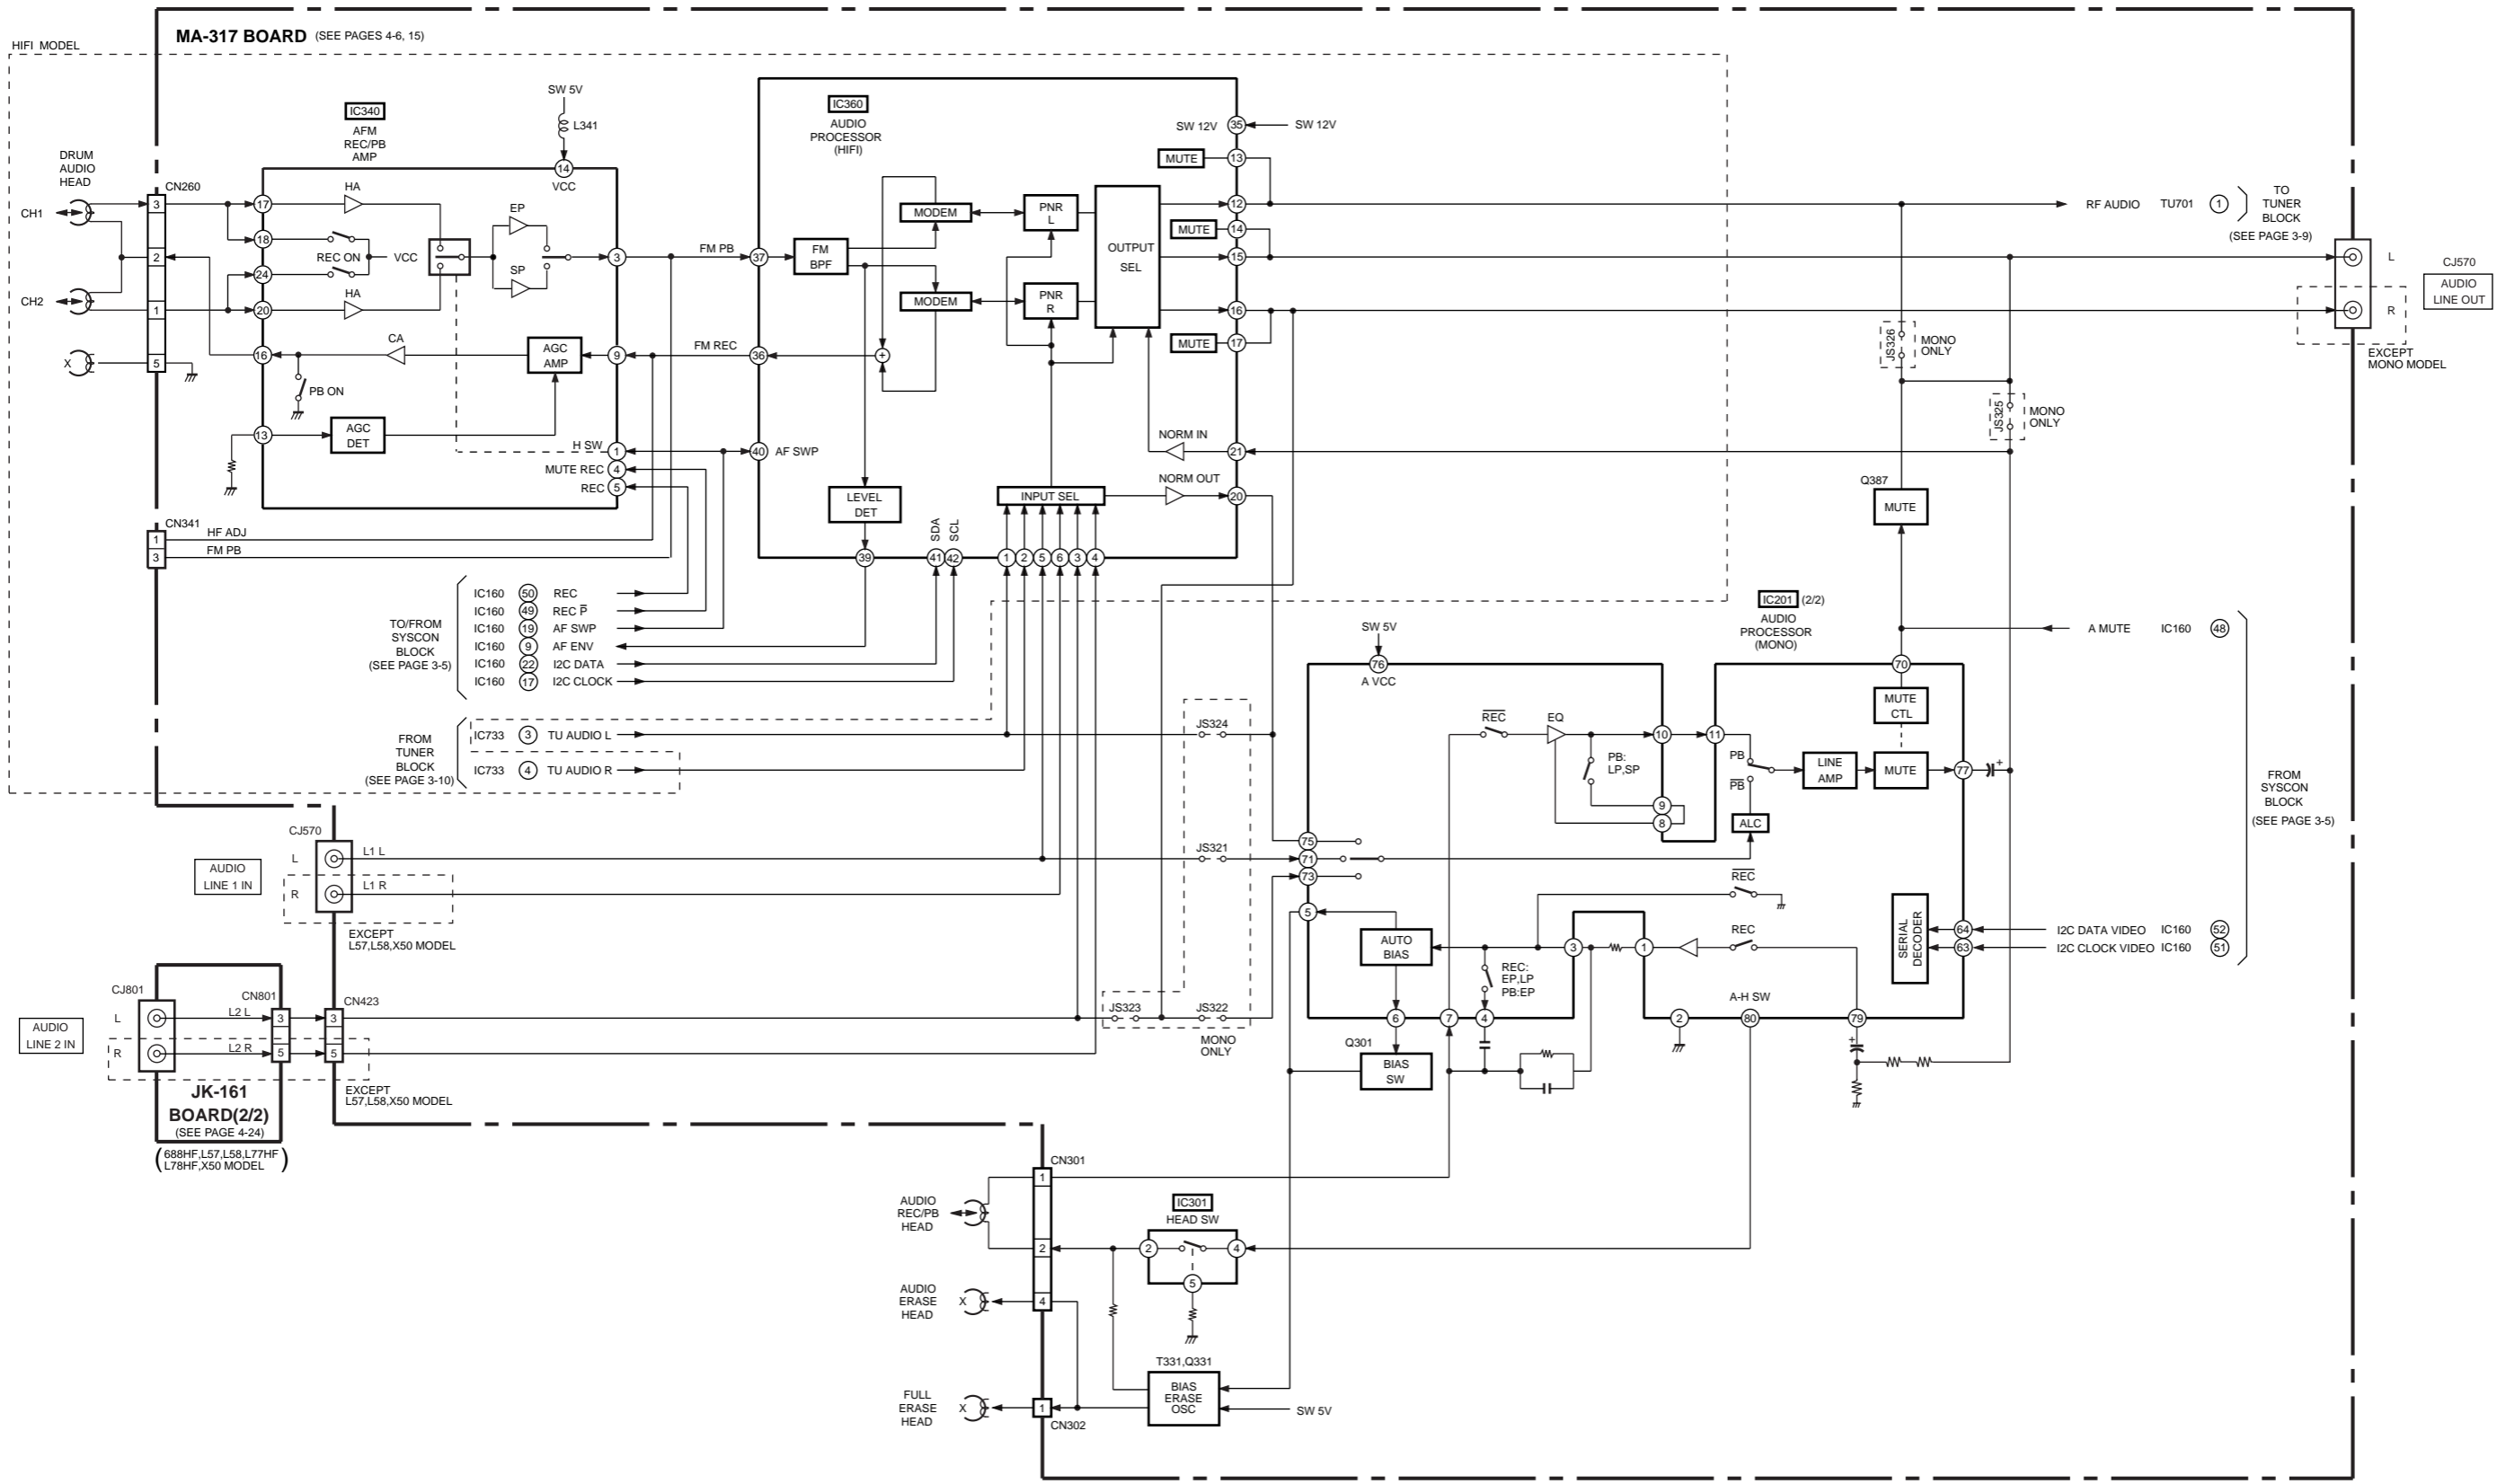 MA-317 BOARD (SEE PAGES 4-6, 15)
HIFI MODEL
DRUM
AUDIO
HEAD
CH1
CH2
X
CN260
3
2
1
5
IC340
AFM
REC/PB
AMP
SW 5V
L341
14
VCC
17
HA
18
REC ON
VCC
24
20
HA
EP
SP
3
16
CA
AGC
AMP
9
PB ON
13
AGC
DET
H SW
1
MUTE REC
4
REC
5
CN341
1
HF ADJ
3
FM PB
FM PB
FM REC
IC360
AUDIO
PROCESSOR
(HIFI)
37
FM
BPF
MODEM
MODEM
PNR
L
PNR
R
OUTPUT
SEL
36
+
40
AF SWP
LEVEL
DET
39
SDA
SCL
41
42
INPUT SEL
1
2
5
6
3
4
NORM IN
21
NORM OUT
20
SW 12V
35
SW 12V
MUTE
13
12
MUTE
14
15
16
MUTE
17
RF AUDIO TU701 1
TO
TUNER
BLOCK
(SEE PAGE 3-9)
L
R
CJ570
AUDIO
LINE OUT
EXCEPT
MONO MODEL
JS326
MONO
ONLY
JS325
MONO
ONLY
Q387
MUTE
TO/FROM
SYSCON
BLOCK
(SEE PAGE 3-5)
IC160 50 REC
IC160 49 REC P̅
IC160 19 AF SWP
IC160 9 AF ENV
IC160 22 I2C DATA
IC160 17 I2C CLOCK
FROM
TUNER
BLOCK
(SEE PAGE 3-10)
IC733 3 TU AUDIO L
IC733 4 TU AUDIO R
JS324
JS321
JS323
JS322
MONO
ONLY
IC201 (2/2)
AUDIO
PROCESSOR
(MONO)
SW 5V
76
A VCC
A MUTE IC160 48
FROM
SYSCON
BLOCK
(SEE PAGE 3-5)
70
MUTE
CTL
R̅E̅C̅
EQ
10
11
PB:
LP,SP
9
8
PB
P̅B̅
ALC
LINE
AMP
MUTE
77
+
75
71
73
5
AUTO
BIAS
R̅E̅C̅
3
1
REC
REC:
EP,LP
PB:EP
SERIAL
DECODER
64
63
I2C DATA VIDEO IC160 52
I2C CLOCK VIDEO IC160 51
A-H SW
6
7
4
2
80
79
+
Q301
BIAS
SW
CJ570
AUDIO
LINE 1 IN
L
L1 L
R
L1 R
EXCEPT
L57,L58,X50 MODEL
CJ801
AUDIO
LINE 2 IN
L
L2 L
R
L2 R
CN801
3
5
CN423
3
5
EXCEPT
L57,L58,X50 MODEL
JK-161
BOARD(2/2)
(SEE PAGE 4-24)
(688HF,L57,L58,L77HF
L78HF,X50 MODEL)
CN301
1
2
4
AUDIO
REC/PB
HEAD
AUDIO
ERASE
HEAD
X
FULL
ERASE
HEAD
X
1
CN302
IC301
HEAD SW
2
4
5
T331,Q331
BIAS
ERASE
OSC
SW 5V